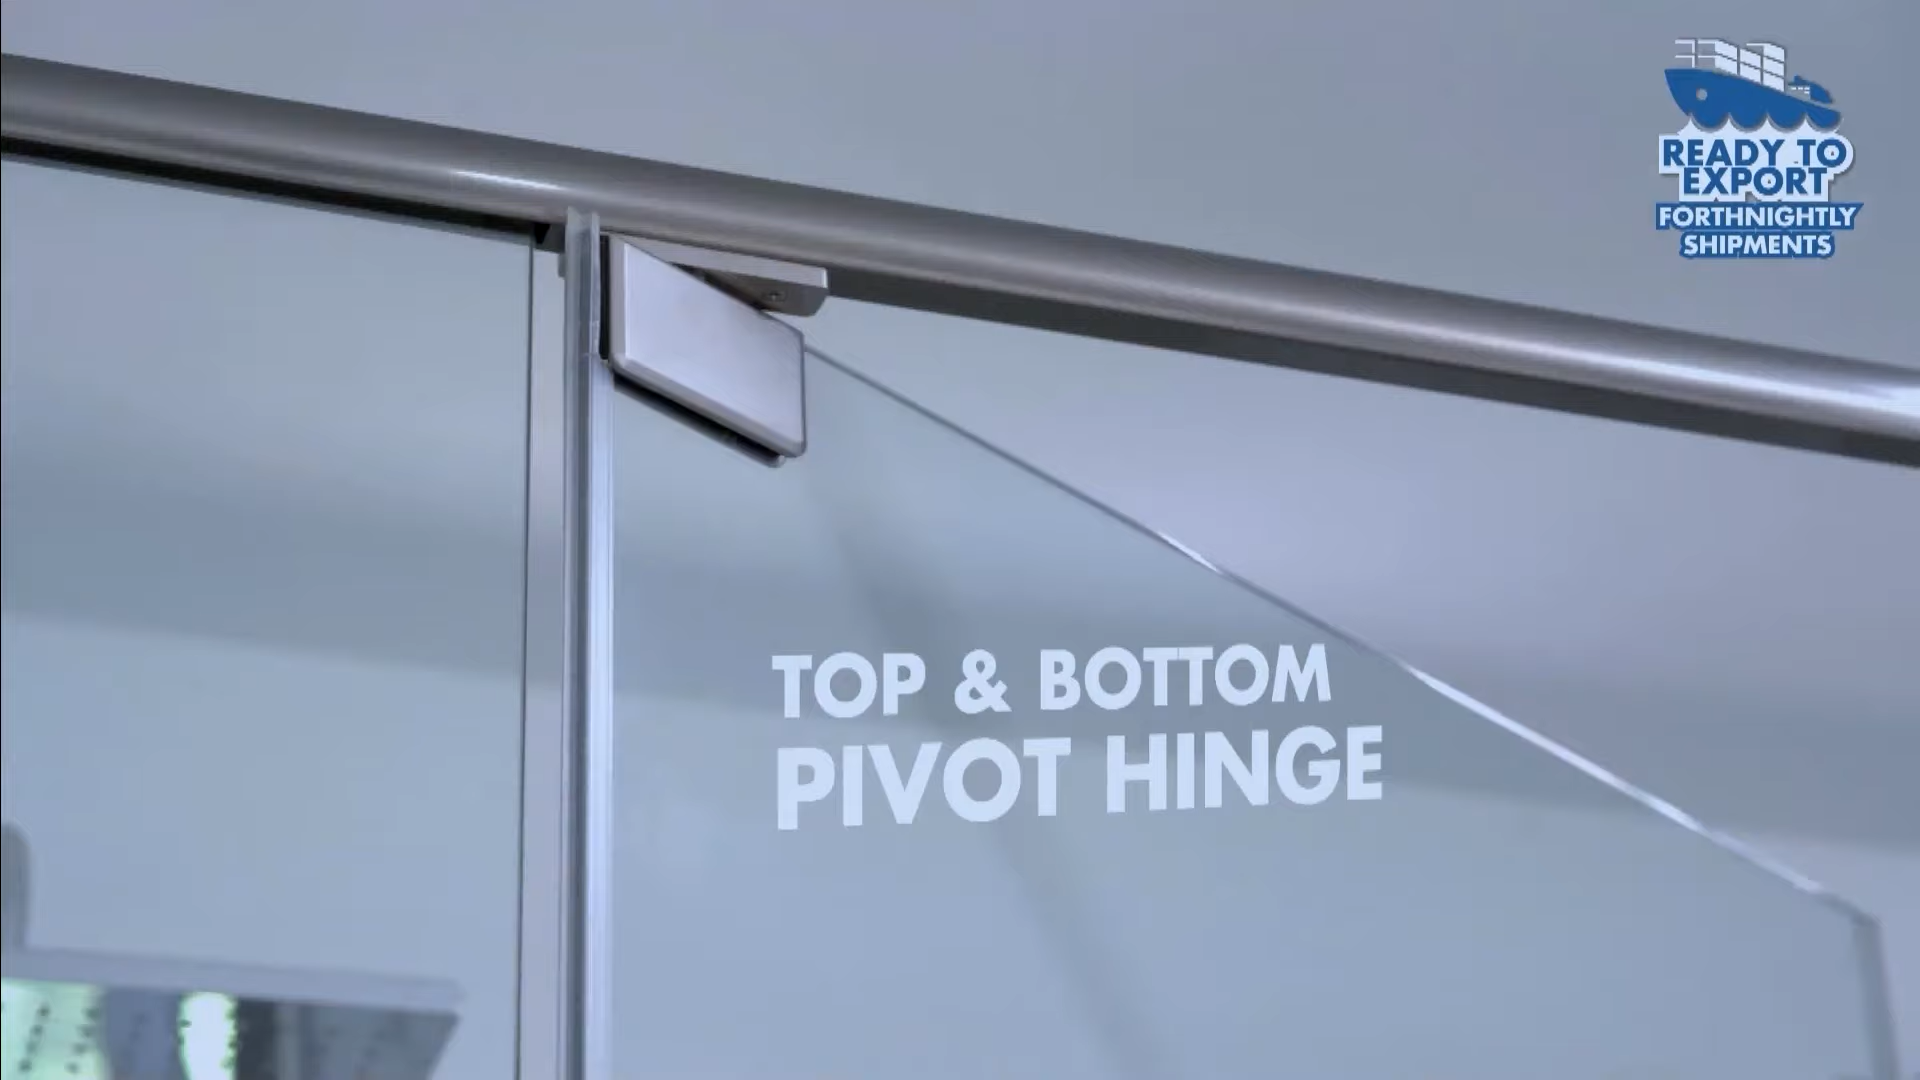 READY TO
EXPORT
FORTHNIGHTLY
SHIPMENTS
TOP & BOTTOM
PIVOT HINGE